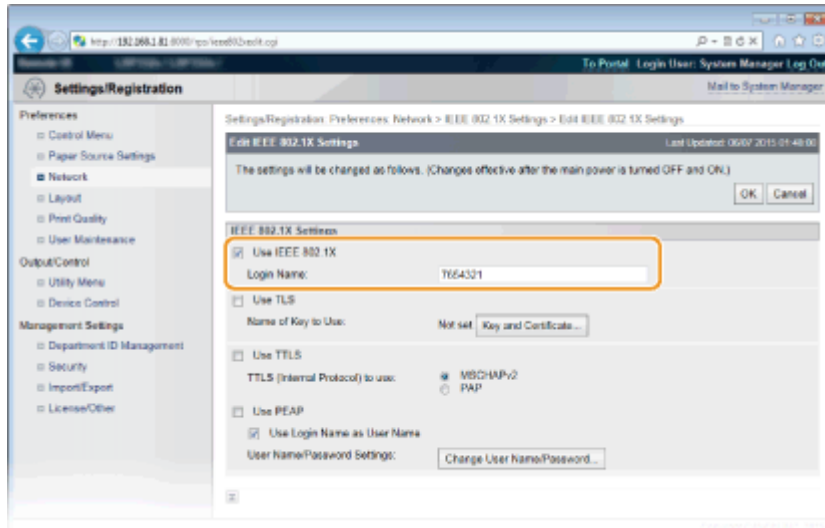 http://192.168.1.81:8000/rps/ieee802xedit.cgi
To Portal Login User: System Manager Log Ou
Settings/Registration
Mail to System Manager
Preferences
Control Menu
Paper Source Settings
Network
Layout
Print Quality
User Maintenance
Output/Control
Utility Menu
Device Control
Management Settings
Department ID Management
Security
Import/Export
License/Other
Settings/Registration: Preferences: Network > IEEE 802.1X Settings > Edit IEEE 802.1X Settings
Edit IEEE 802.1X Settings
Last Updated: 06/07 2015 01:48:00
The settings will be changed as follows. (Changes effective after the main power is turned OFF and ON.)
OK Cancel
IEEE 802.1X Settings
Use IEEE 802.1X
Login Name: 7654321
Use TLS
Name of Key to Use: Not set Key and Certificate...
Use TTLS
TTLS (Internal Protocol) to use: MSCHAPv2
PAP
Use PEAP
Use Login Name as User Name
User Name/Password Settings: Change User Name/Password...